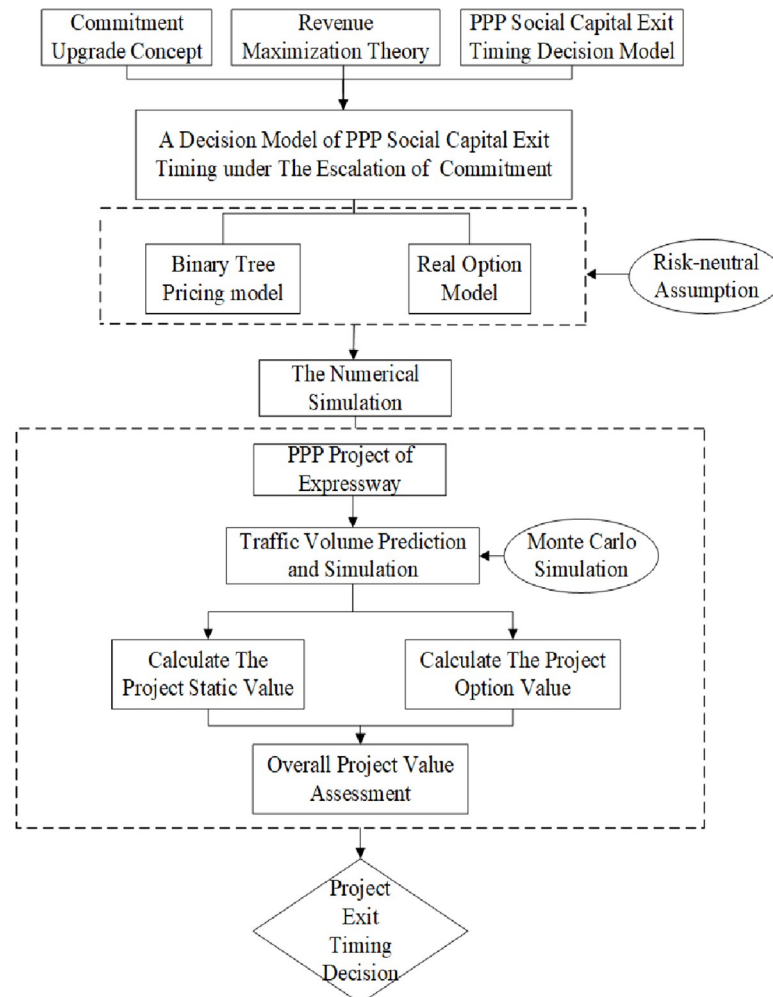 Commitment
Upgrade Concept
Revenue
Maximization Theory
PPP Social Capital Exit
Timing Decision Model
A Decision Model of PPP Social Capital Exit
Timing under The Escalation of Commitment
Binary Tree
Pricing model
Real Option
Model
Risk-neutral
Assumption
The Numerical
Simulation
PPP Project of
Expressway
Traffic Volume Prediction
and Simulation
Monte Carlo
Simulation
Calculate The
Project Static Value
Calculate The Project
Option Value
Overall Project Value
Assessment
Project
Exit
Timing
Decision